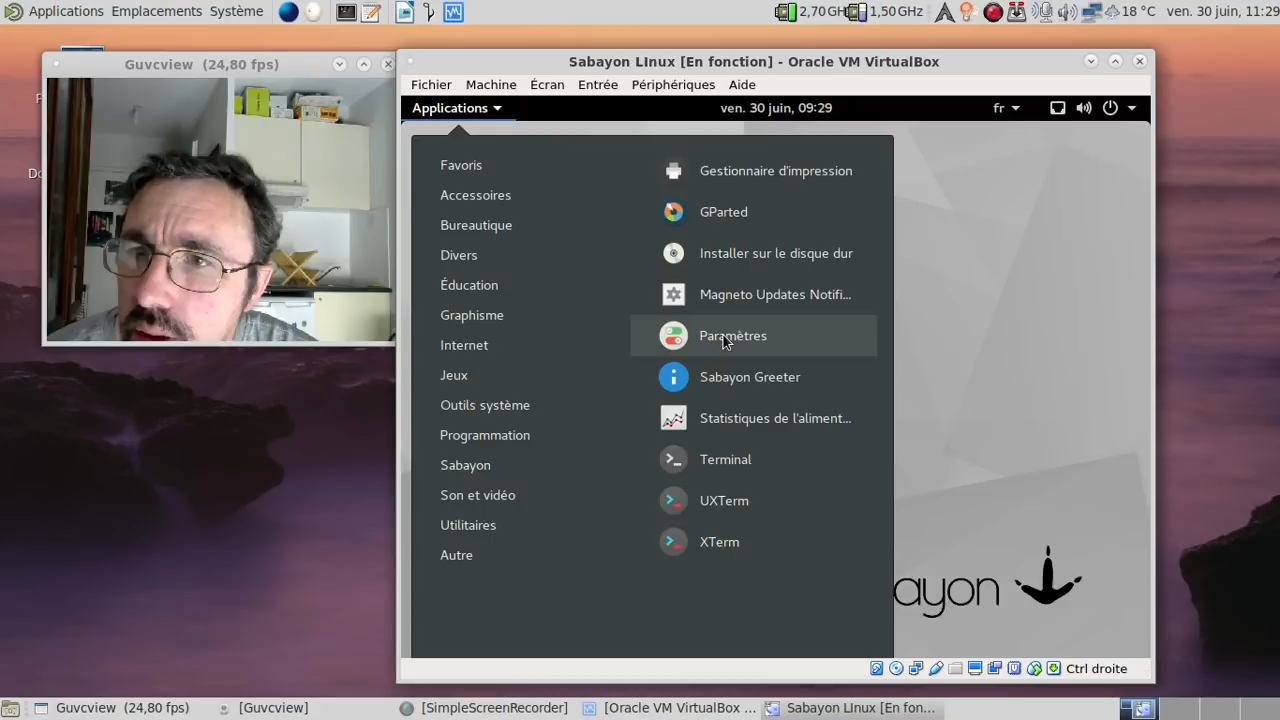 Applications Emplacements Système
2,70 GH 1,50 GHz 18 °C ven. 30 juin, 11:29
Guvcview (24,80 fps)
Sabayon LInux [En fonction] - Oracle VM VirtualBox
Fichier Machine Écran Entrée Périphériques Aide
Applications ven. 30 juin, 09:29 fr
Favoris
Accessoires
Bureautique
Divers
Éducation
Graphisme
Internet
Jeux
Outils système
Programmation
Sabayon
Son et vidéo
Utilitaires
Autre
Gestionnaire d'impression
GParted
Installer sur le disque dur
Magneto Updates Notifi...
Paramètres
Sabayon Greeter
Statistiques de l'aliment...
Terminal
UXTerm
XTerm
ayon
Ctrl droite
Guvcview (24,80 fps) [Guvcview] [SimpleScreenRecorder] [Oracle VM VirtualBox ... Sabayon LInux [En fon...